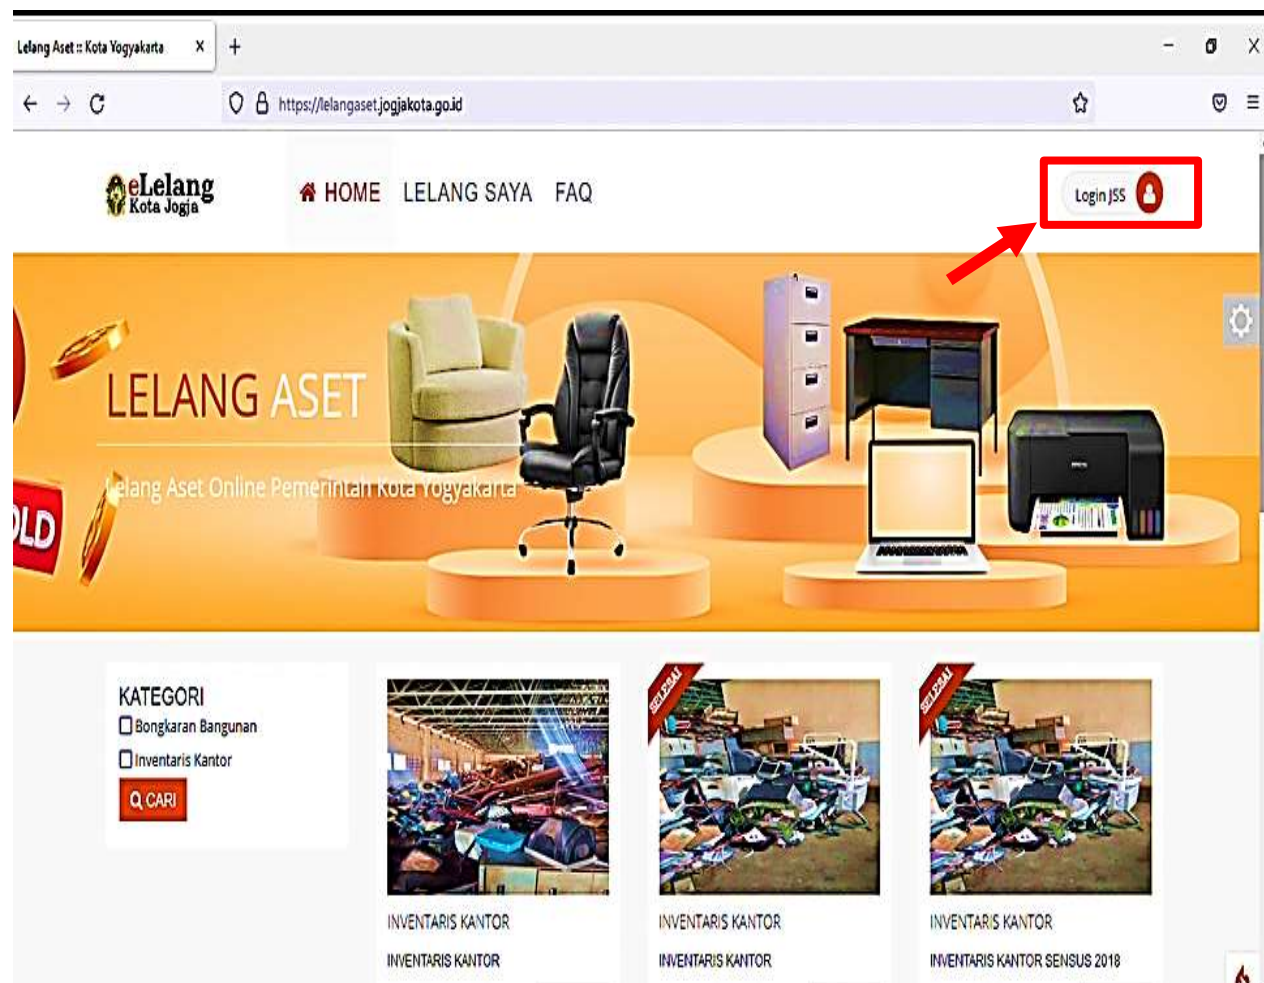 Lelang Aset :: Kota Yogyakarta
https://lelangaset.jogjakota.go.id
eLelang
Kota Jogja
HOME LELANG SAYA FAQ
Login JSS
LELANG ASET
Lelang Aset Online Pemerintah Kota Yogyakarta
OLD
KATEGORI
Bongkaran Bangunan
Inventaris Kantor
CARI
SELESAI
SELESAI
INVENTARIS KANTOR
INVENTARIS KANTOR
INVENTARIS KANTOR
INVENTARIS KANTOR
INVENTARIS KANTOR
INVENTARIS KANTOR SENSUS 2018